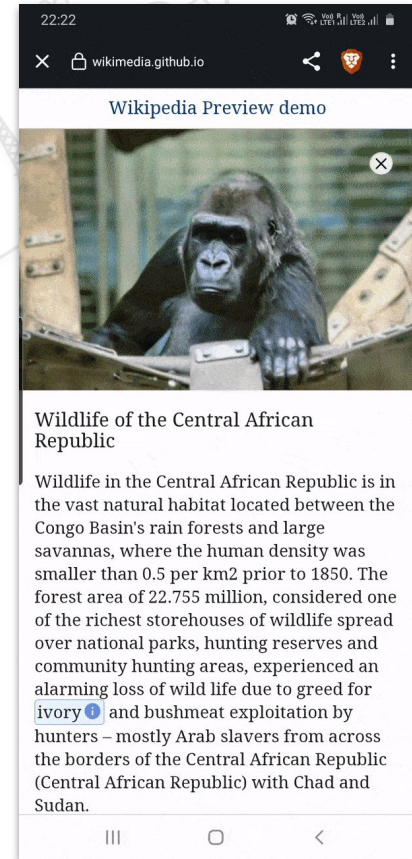 22:22
Vo)) R
LTE1
Vo))
LTE2
wikimedia.github.io
Wikipedia Preview demo
Wildlife of the Central African
Republic
Wildlife in the Central African Republic is in
the vast natural habitat located between the
Congo Basin's rain forests and large
savannas, where the human density was
smaller than 0.5 per km2 prior to 1850. The
forest area of 22.755 million, considered one
of the richest storehouses of wildlife spread
over national parks, hunting reserves and
community hunting areas, experienced an
alarming loss of wild life due to greed for
ivory and bushmeat exploitation by
hunters – mostly Arab slavers from across
the borders of the Central African Republic
(Central African Republic) with Chad and
Sudan.